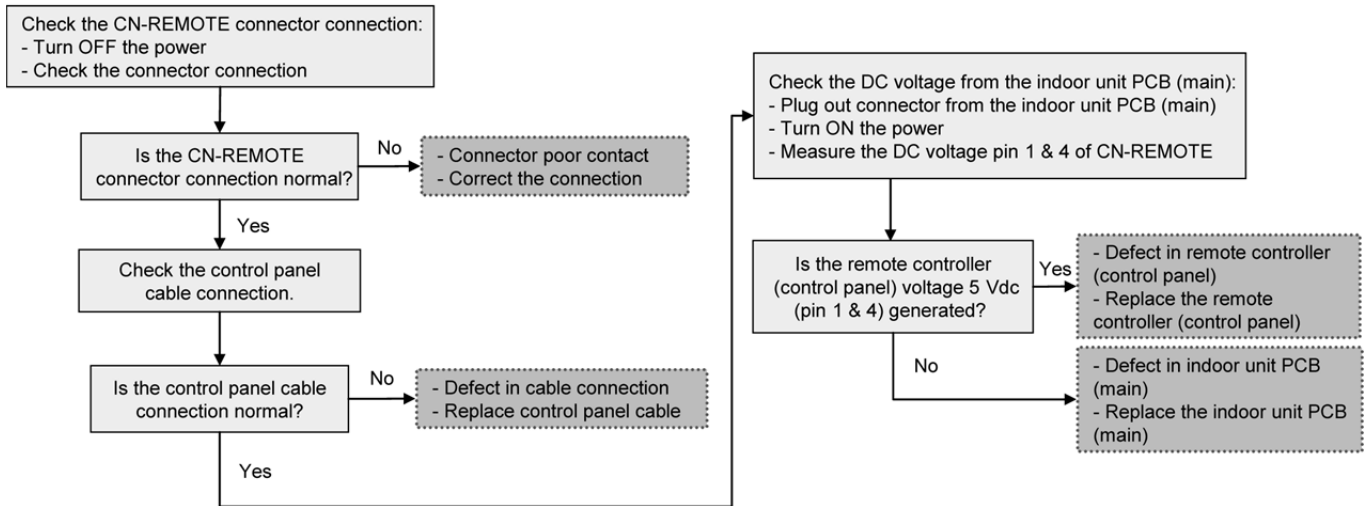 Check the CN-REMOTE connector connection:
- Turn OFF the power
- Check the connector connection
Is the CN-REMOTE
connector connection normal?
No
- Connector poor contact
- Correct the connection
Yes
Check the control panel
cable connection.
Is the control panel cable
connection normal?
No
- Defect in cable connection
- Replace control panel cable
Yes
Check the DC voltage from the indoor unit PCB (main):
- Plug out connector from the indoor unit PCB (main)
- Turn ON the power
- Measure the DC voltage pin 1 & 4 of CN-REMOTE
Is the remote controller
(control panel) voltage 5 Vdc
(pin 1 & 4) generated?
Yes
- Defect in remote controller
(control panel)
- Replace the remote
controller (control panel)
No
- Defect in indoor unit PCB
(main)
- Replace the indoor unit PCB
(main)